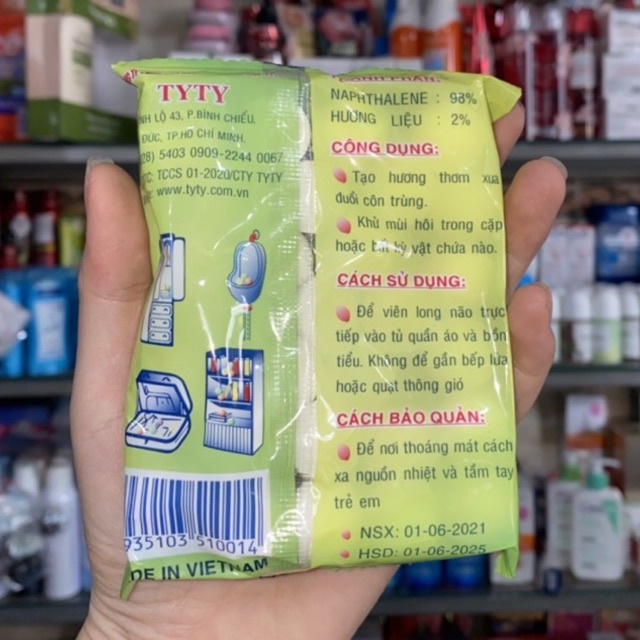 TYTY
NH LỘ 43, P.BÌNH CHIỂU.
ĐỨC, TP.HỒ CHÍ MINH.
28) 5403 0909-2244 0067
TC: TCCS 01-2020/CTY TYTY
www.tyty.com.vn
935103 510014
DE IN VIETNAM
THÀNH PHẦN:
NAPHTHALENE : 98%
HƯƠNG LIỆU : 2%
CÔNG DỤNG:
Tạo hương thơm xua
đuổi côn trùng.
Khử mùi hôi trong cặp
hoặc bất kỳ vật chứa nào.
CÁCH SỬ DỤNG:
Để viên long não trực
tiếp vào tủ quần áo và bồn
tiểu. Không để gần bếp lửa
hoặc quạt thông gió
CÁCH BẢO QUẢN:
Để nơi thoáng mát cách
xa nguồn nhiệt và tầm tay
trẻ em
NSX: 01-06-2021
HSD: 01-06-2025